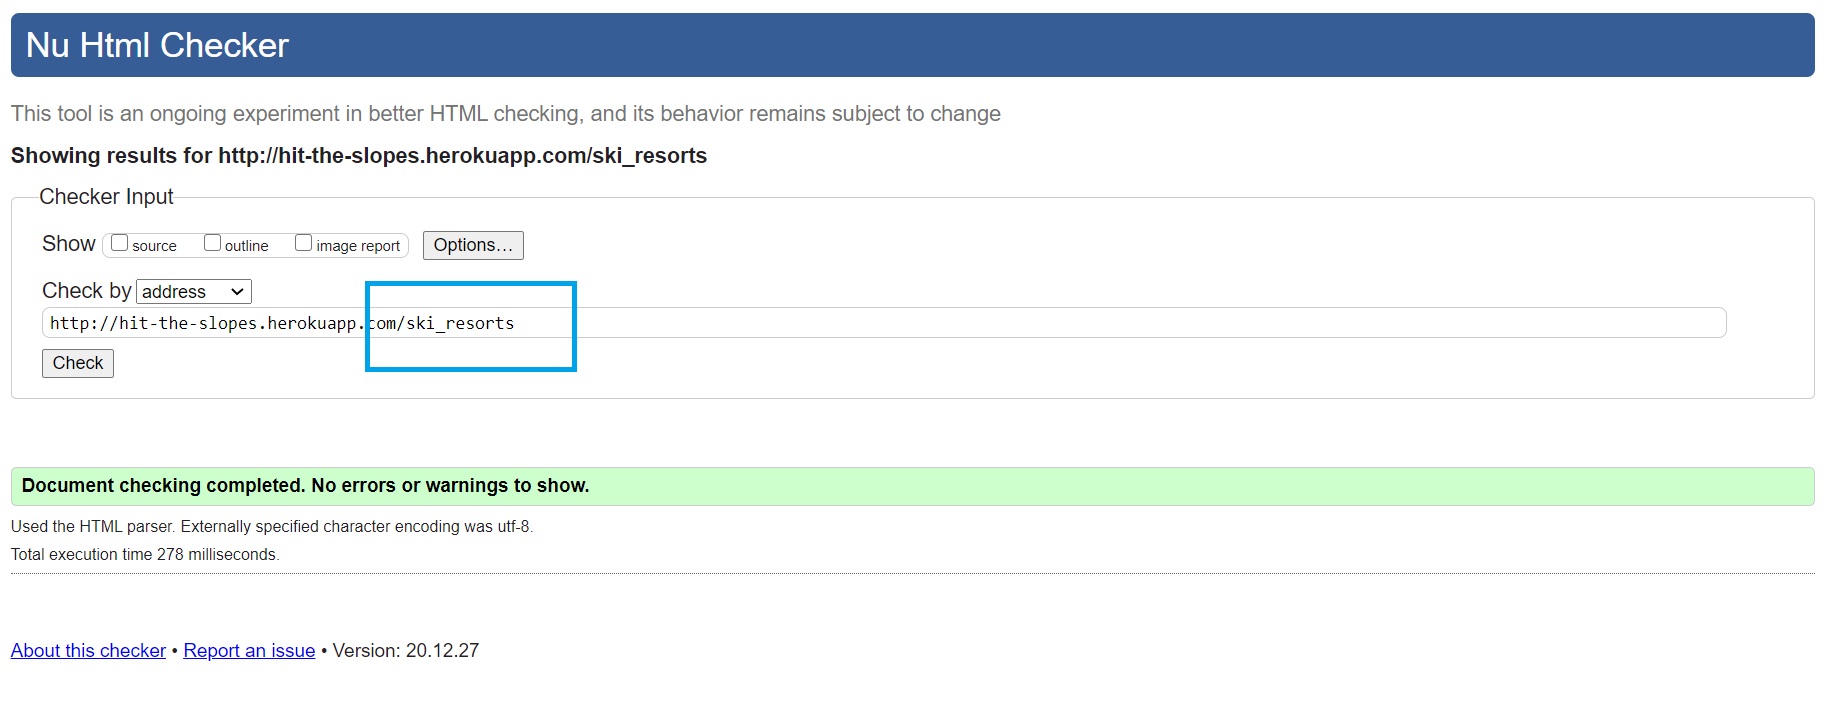 Nu Html Checker
This tool is an ongoing experiment in better HTML checking, and its behavior remains subject to change
Showing results for http://hit-the-slopes.herokuapp.com/ski_resorts
Checker Input
Show source outline image report Options...
Check by address
http://hit-the-slopes.herokuapp.com/ski_resorts
Check
Document checking completed. No errors or warnings to show.
Used the HTML parser. Externally specified character encoding was utf-8.
Total execution time 278 milliseconds.
About this checker • Report an issue • Version: 20.12.27